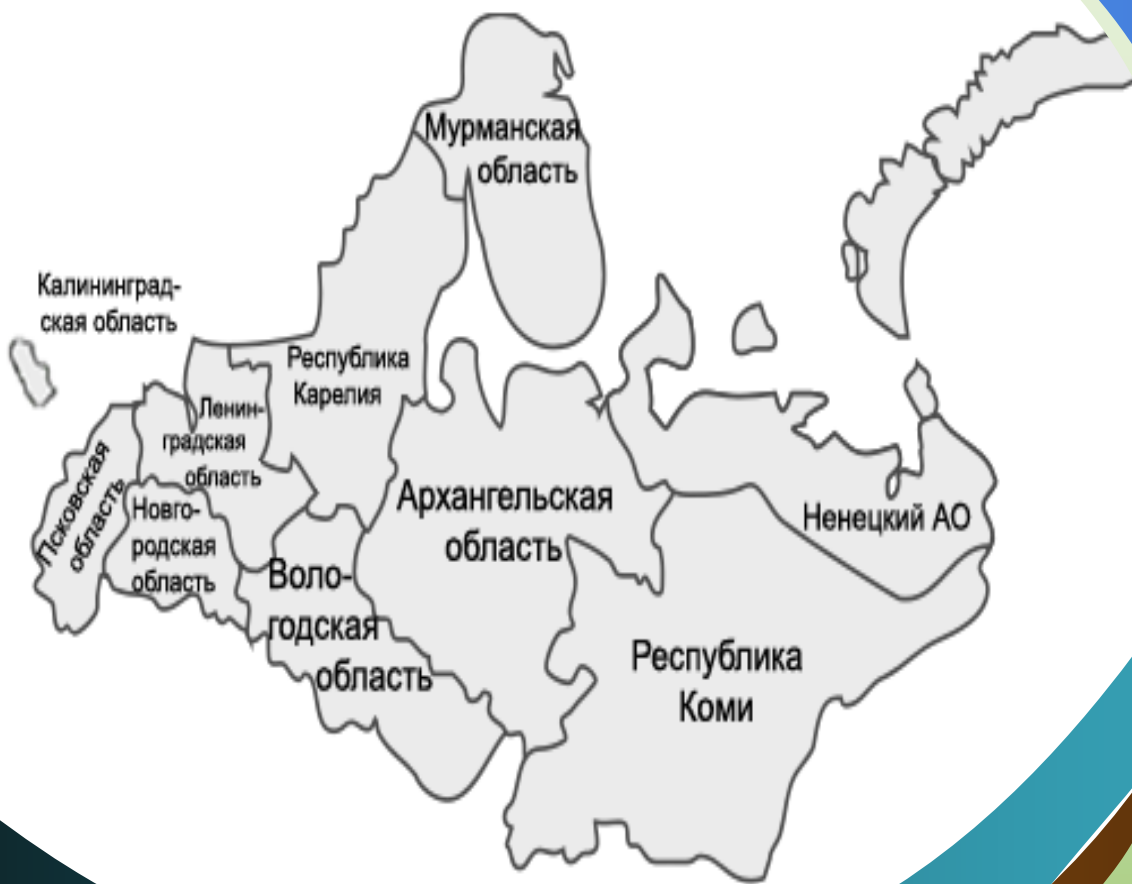 Мурманская
область
Калининград-
ская область
Республика
Карелия
Ленин-
градская
область
Псковская
область
Новго-
родская
область
Архангельская
область
Ненецкий АО
Воло-
годская
область
Республика
Коми